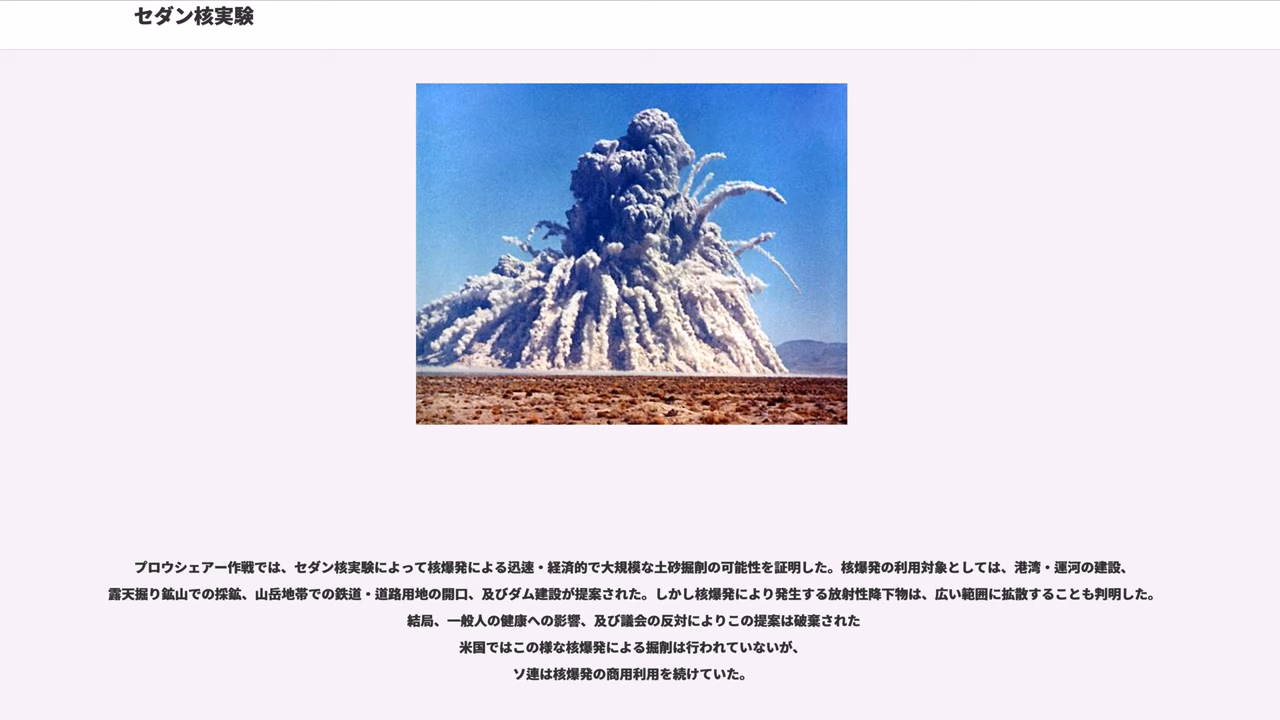 セダン核実験
プロウシェアー作戦では、セダン核実験によって核爆発による迅速・経済的で大規模な土砂掘削の可能性を証明した。核爆発の利用対象としては、港湾・運河の建設、
露天掘り鉱山での採鉱、山岳地帯での鉄道・道路用地の開口、及びダム建設が提案された。しかし核爆発により発生する放射性降下物は、広い範囲に拡散することも判明した。
結局、一般人の健康への影響、及び議会の反対によりこの提案は破棄された
米国ではこの様な核爆発による掘削は行われていないが、
ソ連は核爆発の商用利用を続けていた。